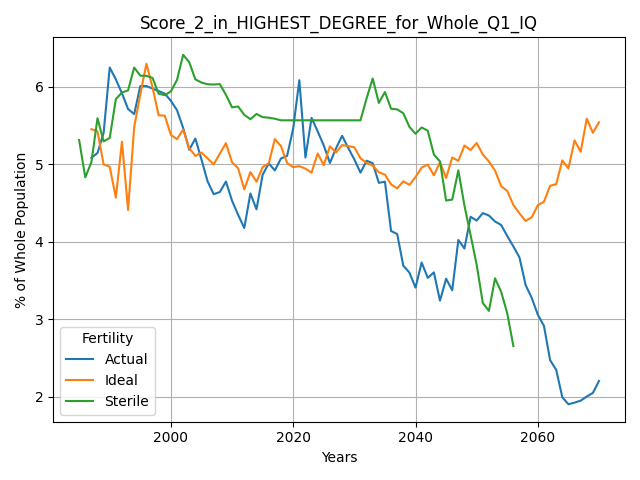 Score_2_in_HIGHEST_DEGREE_for_Whole_Q1_IQ
% of Whole Population
6
5
4
3
2
Fertility
Actual
Ideal
Sterile
2000
2020
2040
2060
Years